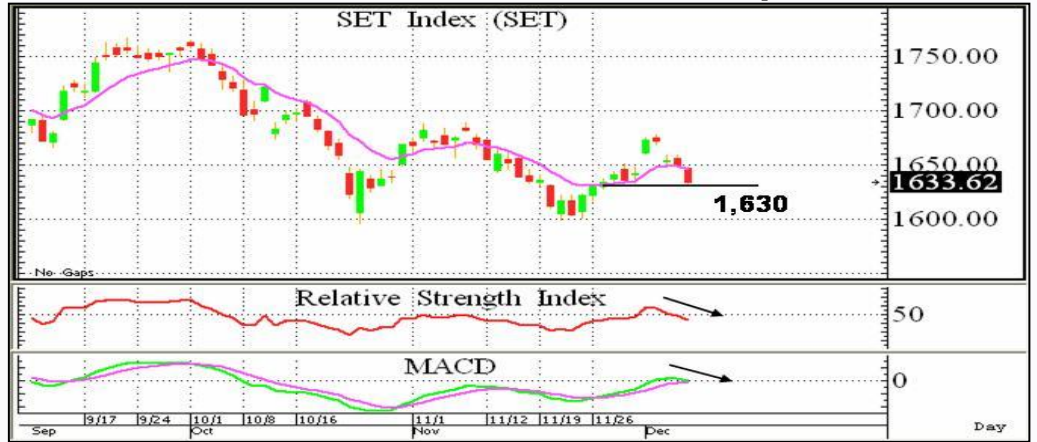 SET Index (SET)
1750.00
1700.00
1650.00
1633.62
1,630
1600.00
No Gaps
Relative Strength Index
50
MACD
0
9/17 9/24 10/1 10/8 10/16 11/1 11/12 11/19 11/26
Sep Oct Nov Dec Day